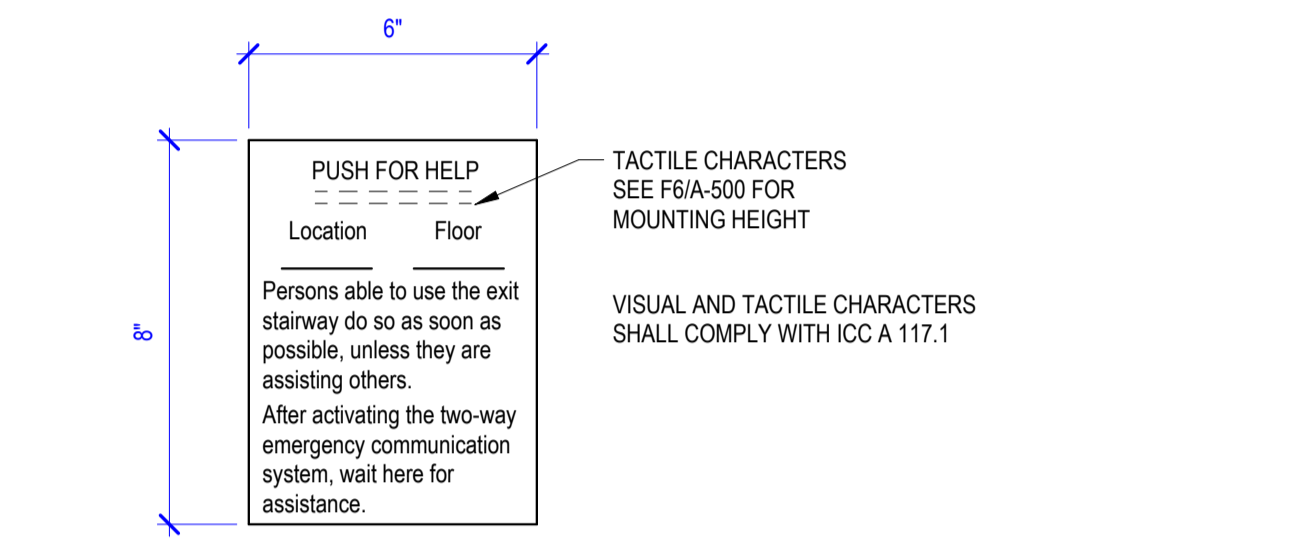 6"
8"
PUSH FOR HELP
Location Floor
Persons able to use the exit
stairway do so as soon as
possible, unless they are
assisting others.
After activating the two-way
emergency communication
system, wait here for
assistance.
TACTILE CHARACTERS
SEE F6/A-500 FOR
MOUNTING HEIGHT
VISUAL AND TACTILE CHARACTERS
SHALL COMPLY WITH ICC A 117.1